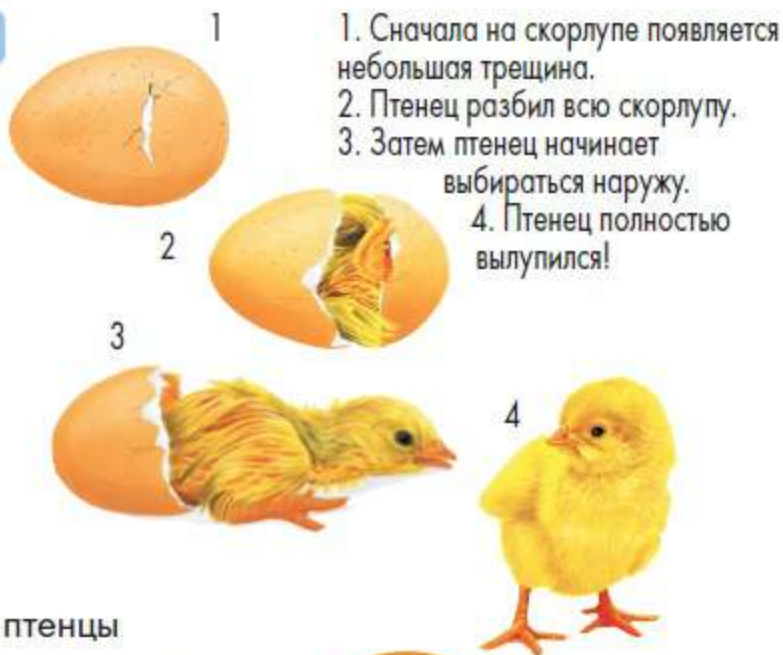 1
1. Сначала на скорлупе появляется
небольшая трещина.
2. Птенец разбил всю скорлупу.
3. Затем птенец начинает
выбираться наружу.
4. Птенец полностью
вылупился!
2
3
4
птенцы